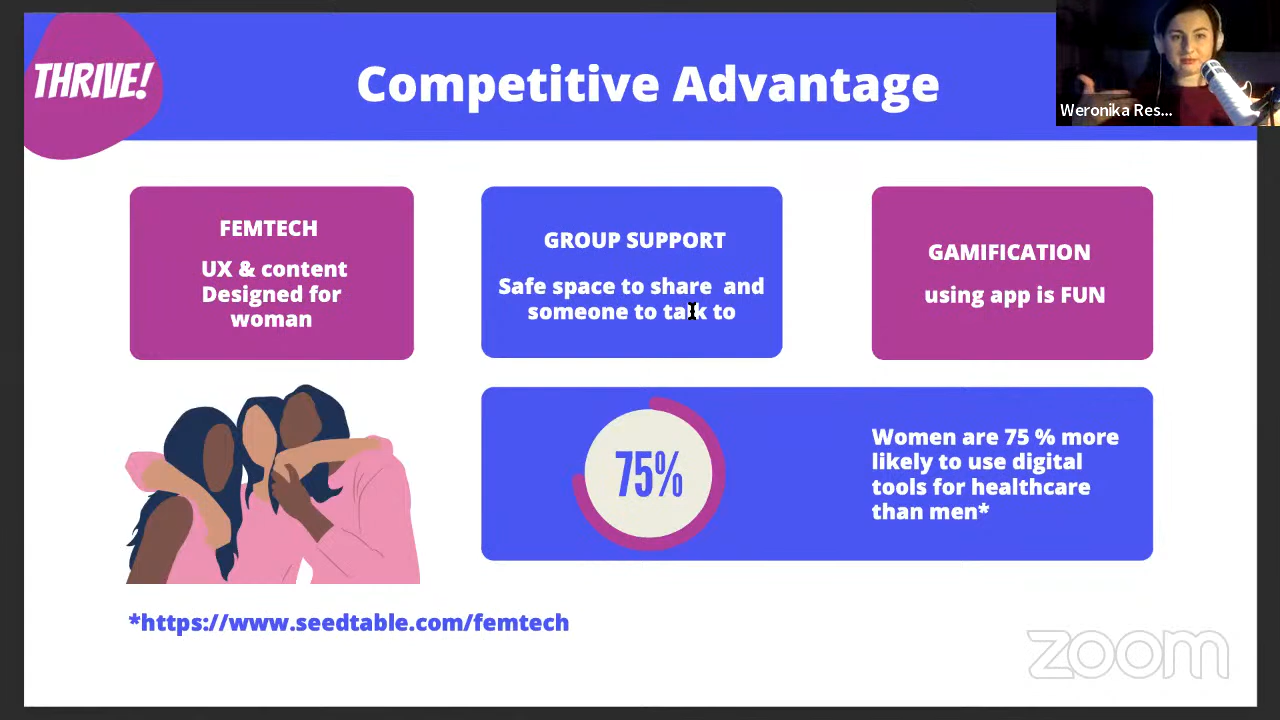 THRIVE!
Competitive Advantage
Weronika Res...
FEMTECH
UX & content
Designed for
woman
GROUP SUPPORT
Safe space to share and
someone to talk to
GAMIFICATION
using app is FUN
75%
Women are 75 % more
likely to use digital
tools for healthcare
than men*
*https://www.seedtable.com/femtech
zoom